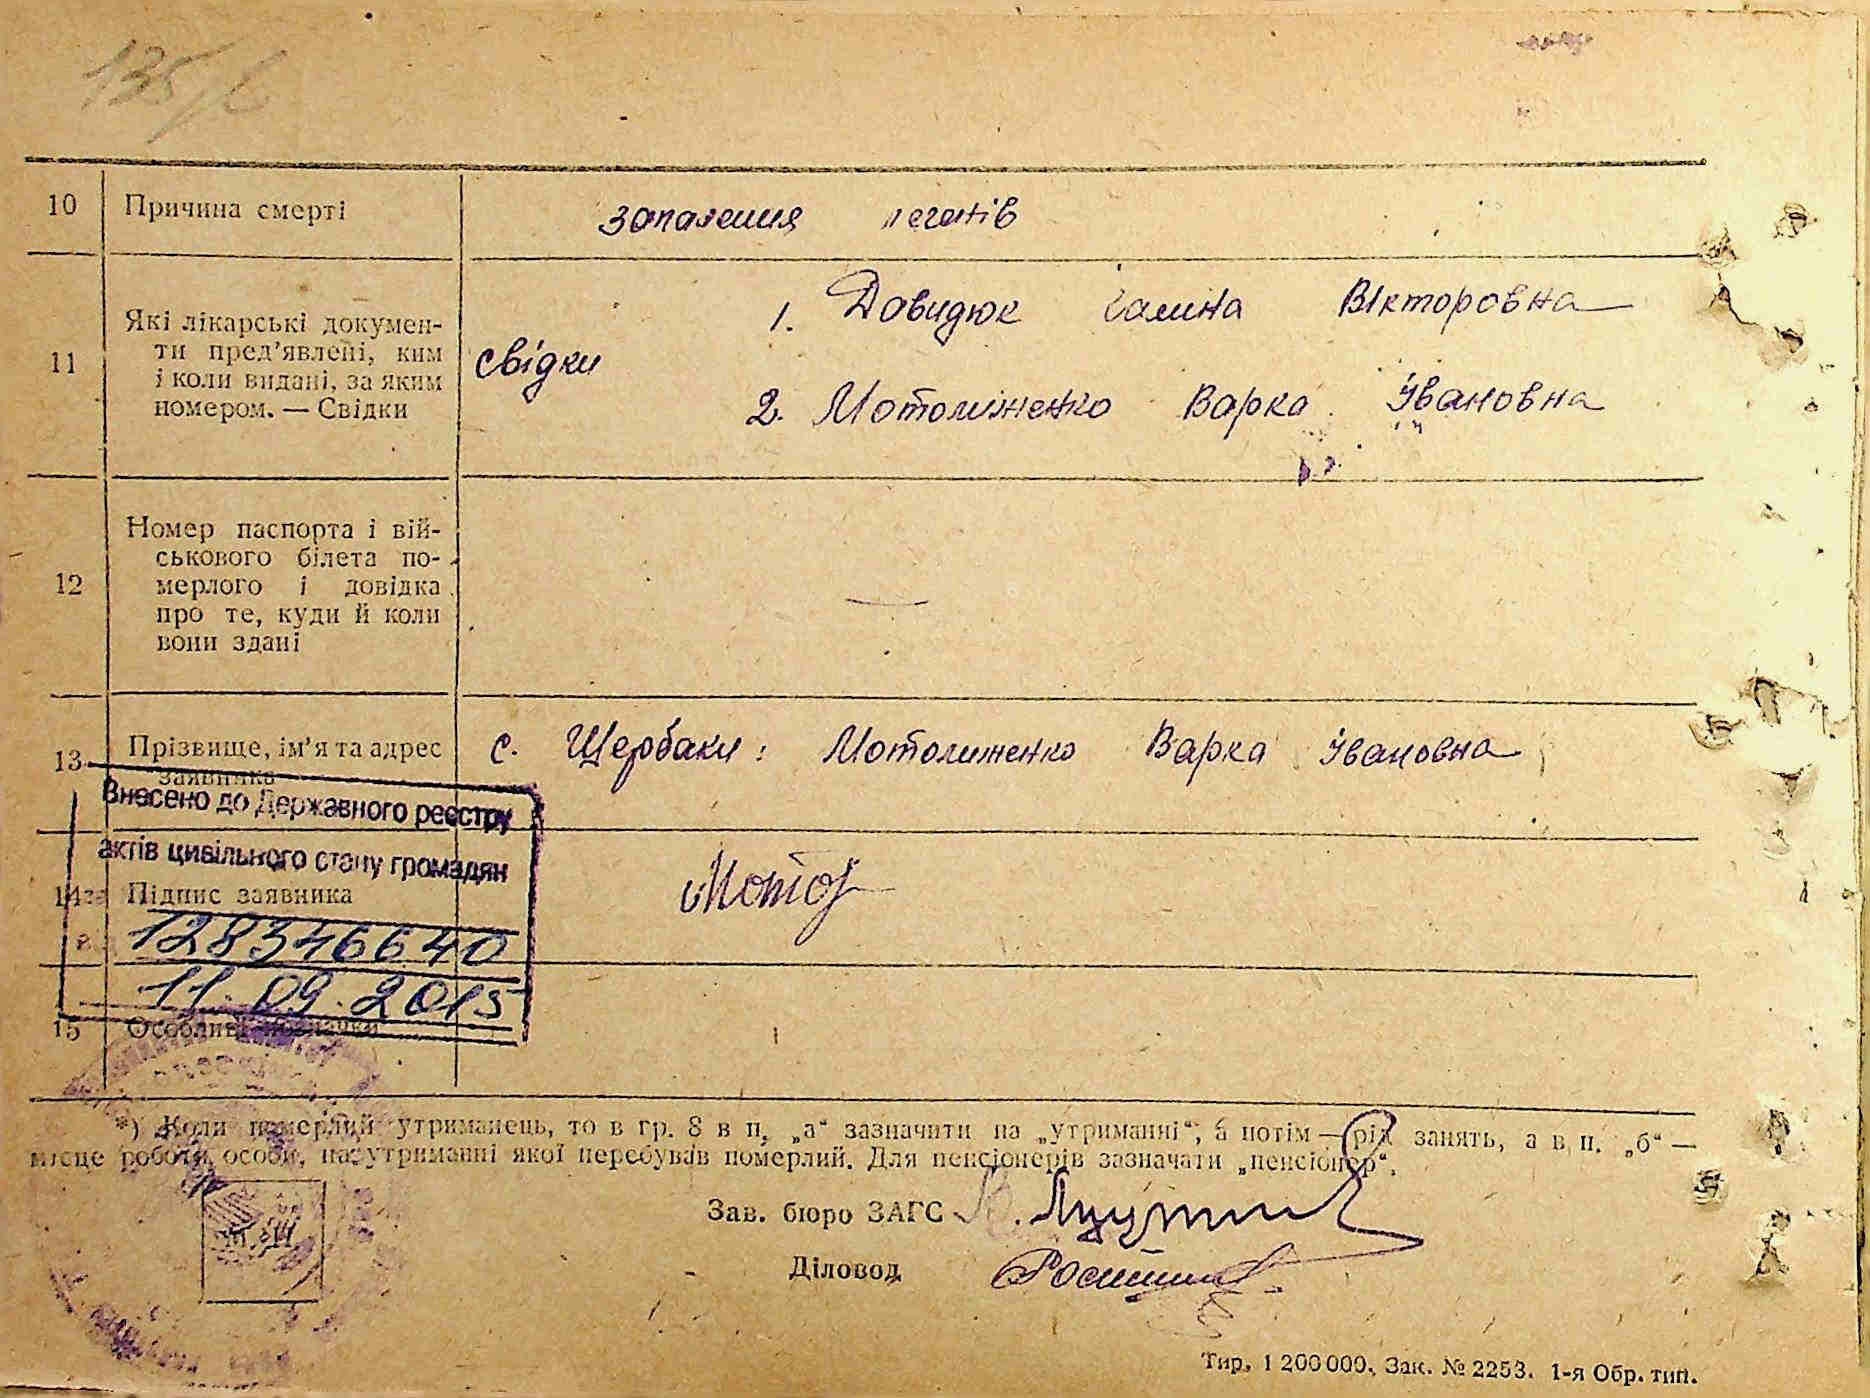 135/б
10 Причина смерті запалення легенів
11 Які лікарські докумен-
ти пред’явлені, ким
і коли видані, за яким
номером. — Свідки
свідки 1. Довидюк Галина Вікторовна
2. Мотолиженко Варка Івановна
12 Номер паспорта і вій-
ськового білета по-
мерлого і довідка
про те, куди й коли
вони здані
—
13 Прізвище, ім’я та адрес
заявника
с. Щербаки: Мотолиженко Варка Івановна
Внесено до Державного реєстру
актів цивільного стану громадян
14 Підпис заявника Мотол
128346640
11.09.2015
15 Особливі позначки
*) Коли померлий утриманець, то в гр. 8 в п. „а“ зазначити на „утриманні“, а потім — рід занять, а в п. „б“ —
місце роботи особи, на утриманні якої перебував померлий. Для пенсіонерів зазначати „пенсіонер“.
Зав. бюро ЗАГС
М. Ш.
Діловод
Тир. 1 200 000, Зак. № 2253. 1-я Обр. тип.